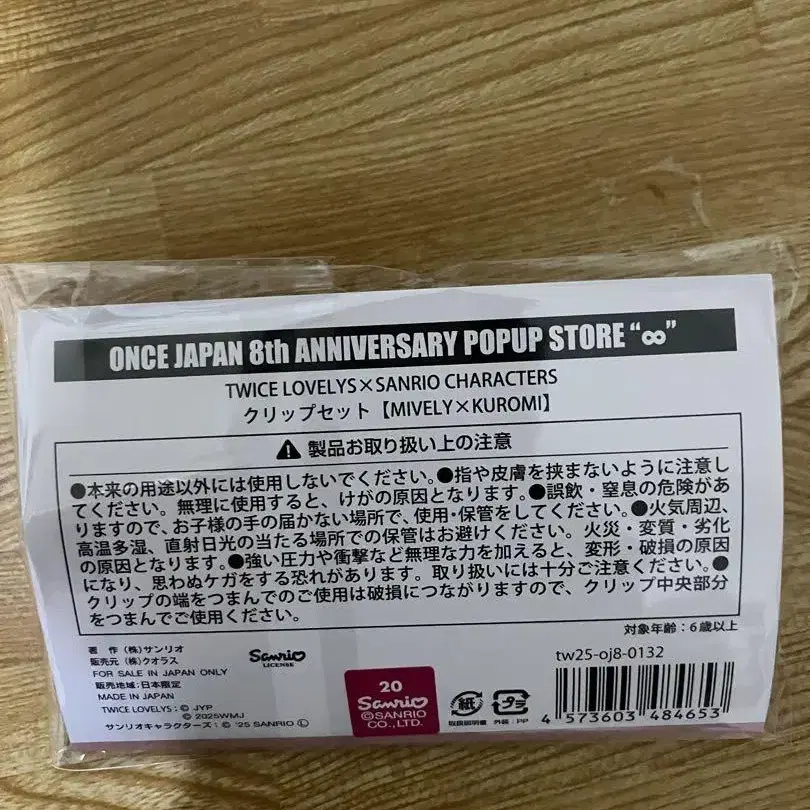 ONCE JAPAN 8th ANNIVERSARY POPUP STORE “∞”
TWICE LOVELYS×SANRIO CHARACTERS
クリップセット【MIVELY×KUROMI】
⚠ 製品お取り扱い上の注意
●本来の用途以外には使用しないでください。●指や皮膚を挟まないように注意し
てください。無理に使用すると、けがの原因となります。●誤飲・窒息の危険があ
りますので、お子様の手の届かない場所で、使用・保管をしてください。●火気周辺、
高温多湿、直射日光の当たる場所での保管はお避けください。火災・変質・劣化
の原因となります。●強い圧力や衝撃など無理な力を加えると、変形・破損の原因
になり、思わぬケガをする恐れがあります。取り扱いには十分ご注意ください。●
クリップの端をつまんでのご使用は破損につながりますので、クリップ中央部分
をつまんでご使用ください。
対象年齢：6歳以上
著 作 （株）サンリオ
販売元 （株）クオラス
FOR SALE IN JAPAN ONLY
販売地域：日本限定
MADE IN JAPAN
TWICE LOVELYS：© JYP
©2025WMJ
サンリオキャラクターズ：© '25 SANRIO Ⓛ
Sanrio
LICENSE
20
Sanrio
©SANRIO
CO.,LTD.
tw25-oj8-0132
紙
取扱説明書
プラ
外装：PP
4 573603 484653